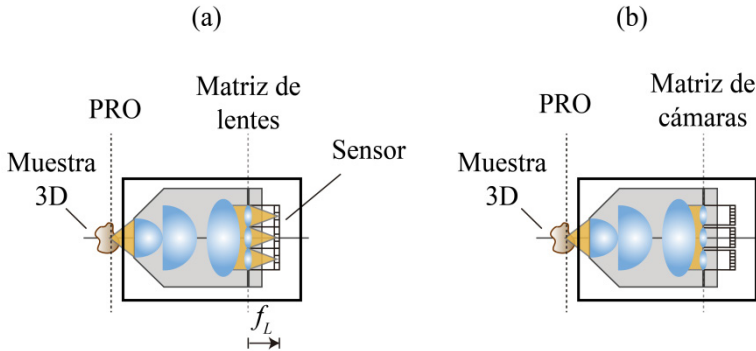 (a)
PRO
Matriz de
lentes
Sensor
Muestra
3D
f_L
(b)
PRO
Matriz de
cámaras
Muestra
3D